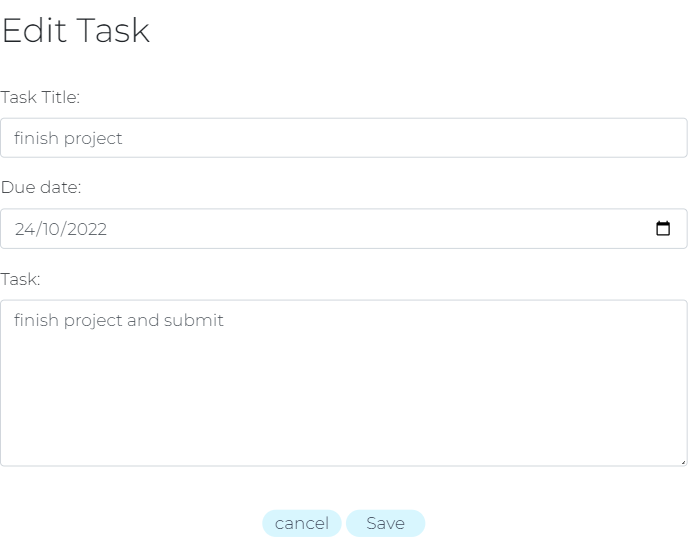 Edit Task
Task Title:
finish project
Due date:
24/10/2022
Task:
finish project and submit
cancel Save